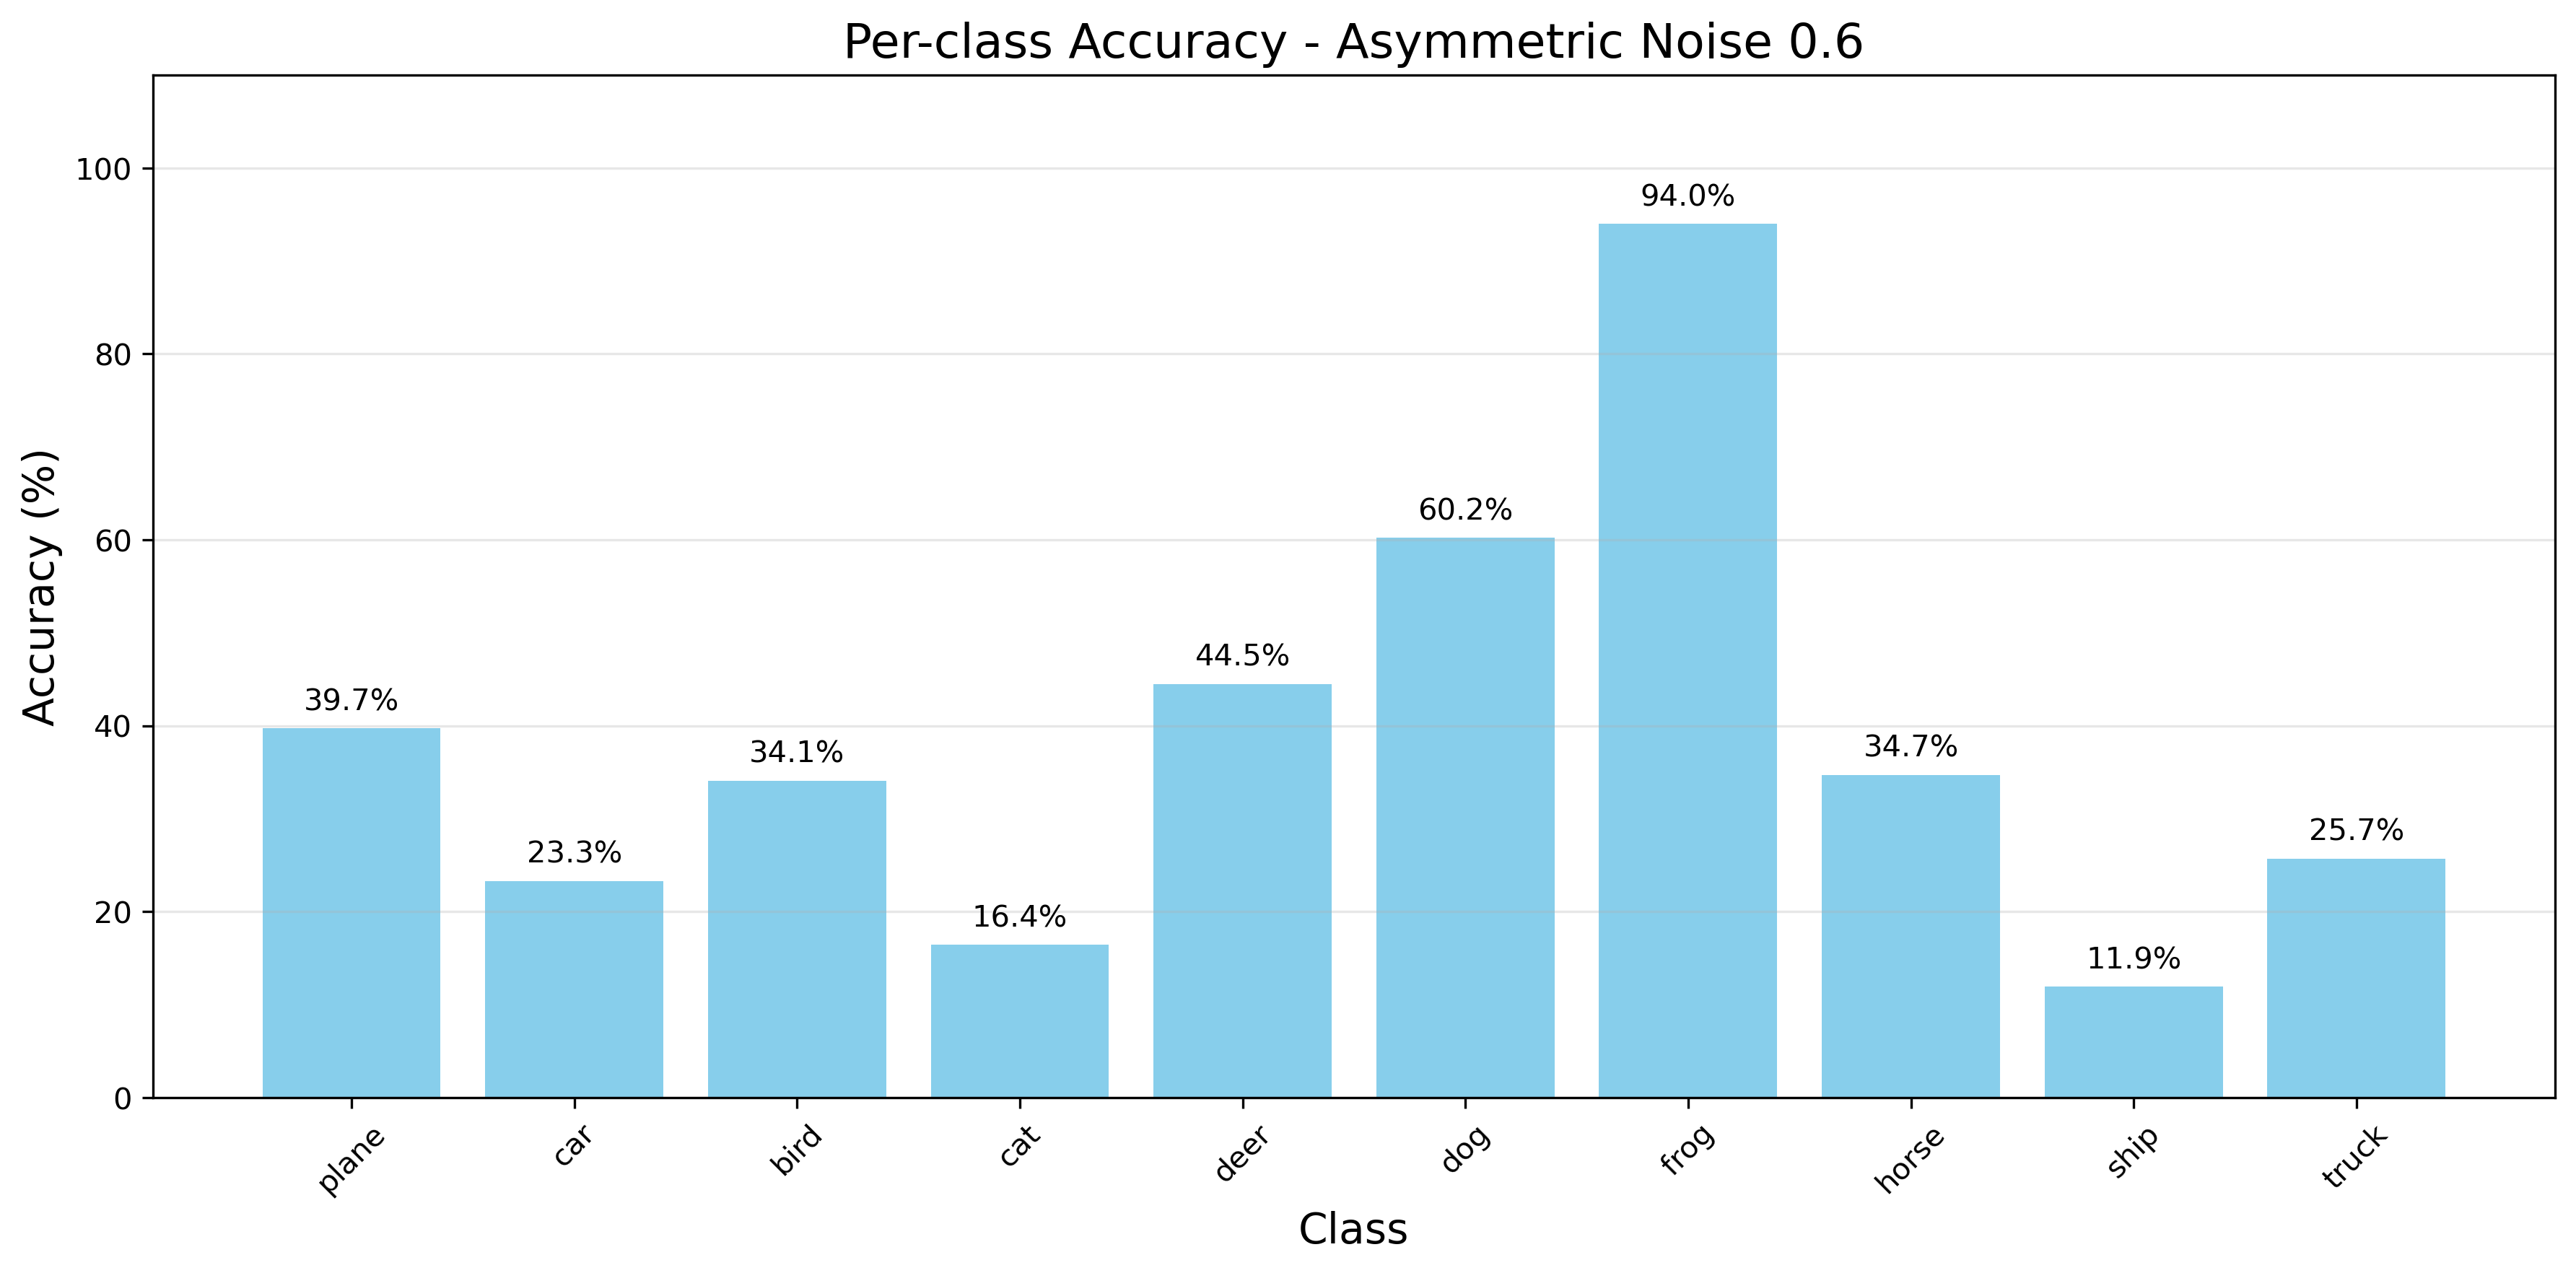 Per-class Accuracy - Asymmetric Noise 0.6
Accuracy (%)
100
80
60
40
20
0
39.7%
23.3%
34.1%
16.4%
44.5%
60.2%
94.0%
34.7%
11.9%
25.7%
plane
car
bird
cat
deer
dog
frog
horse
ship
truck
Class